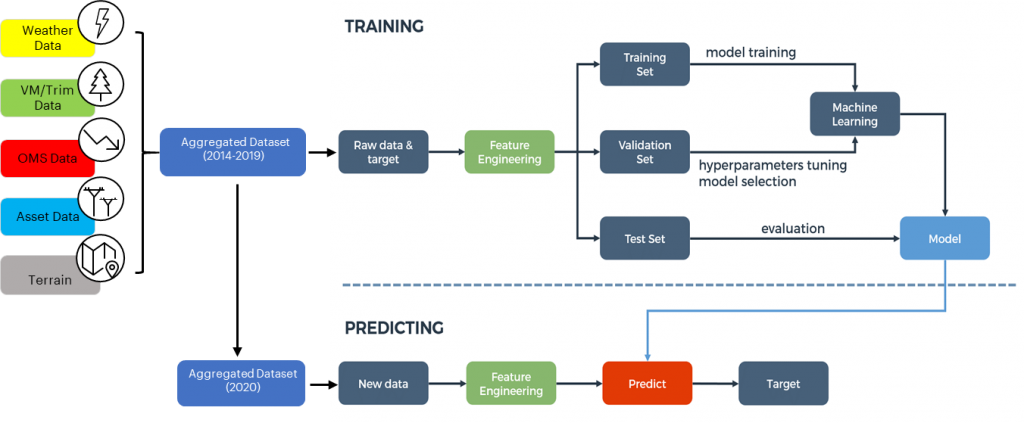 TRAINING
Weather
Data
VM/Trim
Data
OMS Data
Asset Data
Terrain
Aggregated Dataset
(2014-2019)
Raw data &
target
Feature
Engineering
Training
Set
model training
Validation
Set
hyperparameters tuning
model selection
Machine
Learning
Test Set
evaluation
Model
PREDICTING
Aggregated Dataset
(2020)
New data
Feature
Engineering
Predict
Target